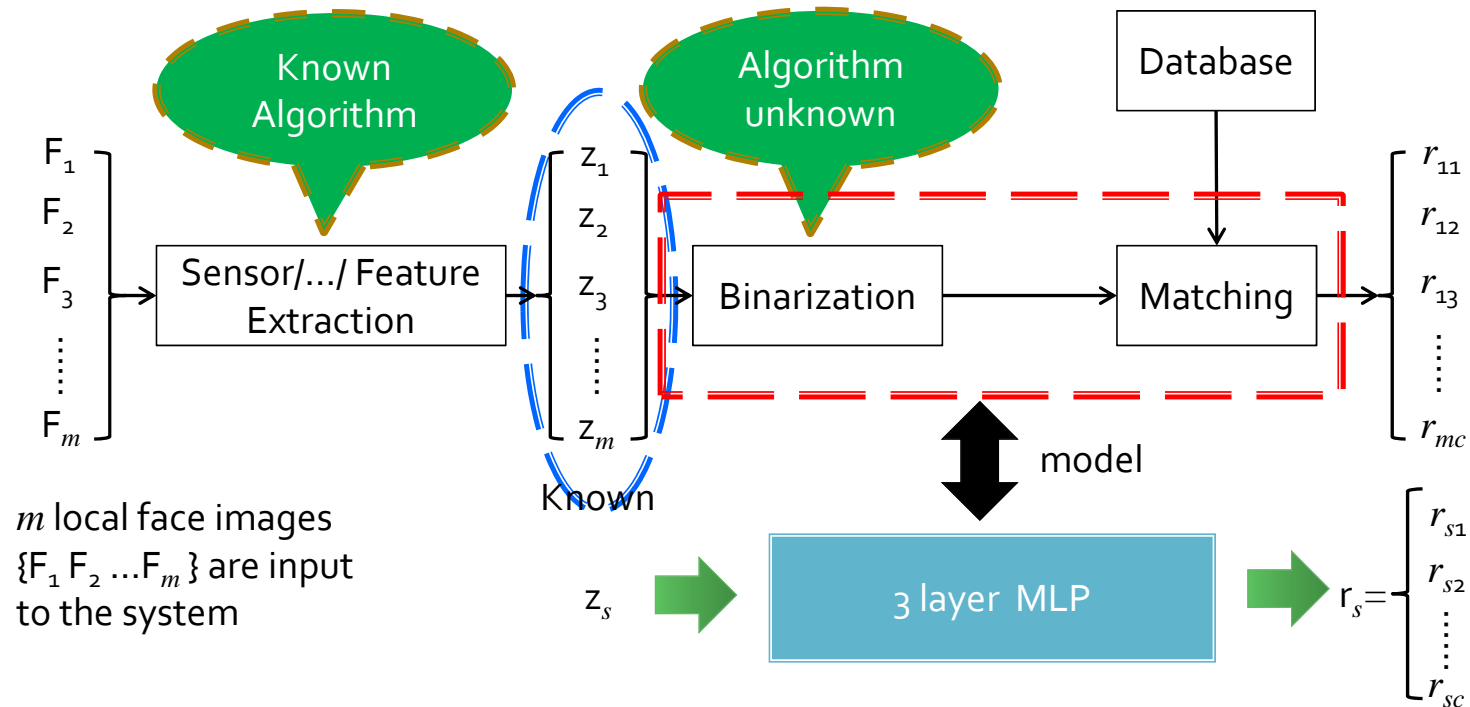 Known
Algorithm
Algorithm
unknown
Database
F₁
F₂
F₃
......
Fₘ
Sensor/.../ Feature
Extraction
z₁
z₂
z₃
......
zₘ
Known
Binarization
Matching
r₁₁
r₁₂
r₁₃
......
rₘc
model
m local face images
{F₁ F₂ ...Fₘ } are input
to the system
zₛ
3 layer MLP
rₛ=
rₛ₁
rₛ₂
......
rₛc